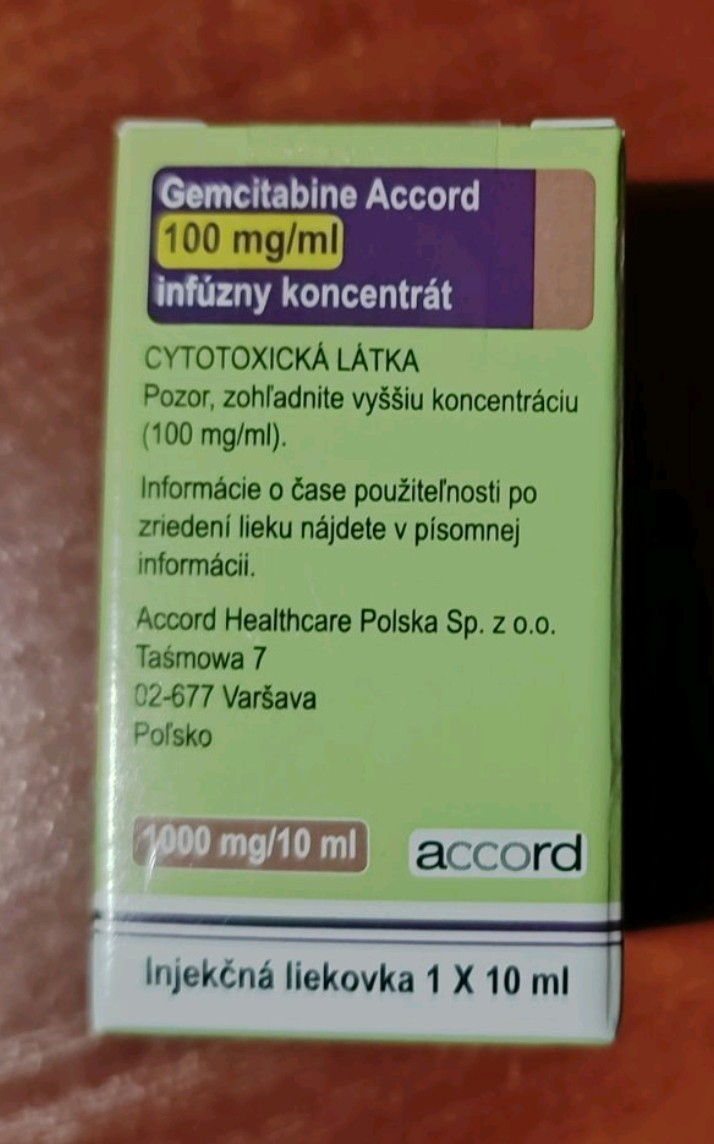 Gemcitabine Accord
100 mg/ml
infúzny koncentrát
CYTOTOXICKÁ LÁTKA
Pozor, zohľadnite vyššiu koncentráciu
(100 mg/ml).
Informácie o čase použiteľnosti po
zriedení lieku nájdete v písomnej
informácii.
Accord Healthcare Polska Sp. z o.o.
Taśmowa 7
02-677 Varšava
Poľsko
1000 mg/10 ml
accord
Injekčná liekovka 1 X 10 ml